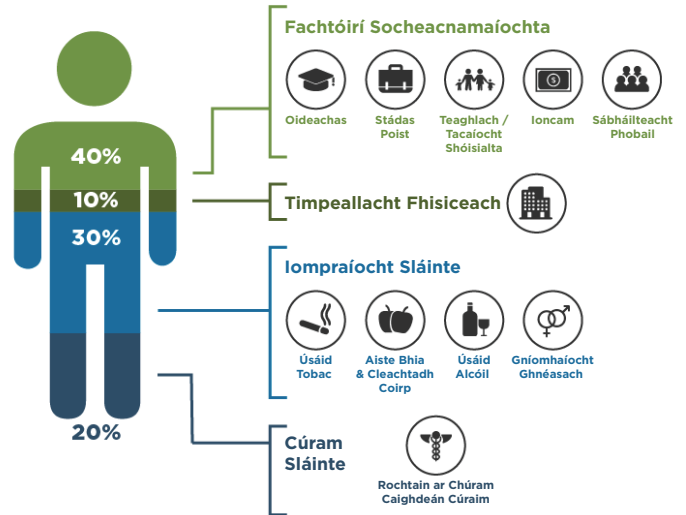 Fachtóirí Socheacnamaíochta
Oideachas
Stádas
Poist
Teaghlach /
Tacaíocht
Shóisialta
Ioncam
Sábháilteacht
Phobail
40%
10%
Timpeallacht Fhisiceach
30%
Iompraíocht Sláinte
Úsáid
Tobac
Aiste Bhia
& Cleachtadh
Coirp
Úsáid
Alcóil
Gníomhaíocht
Ghnéasach
20%
Cúram
Sláinte
Rochtain ar Chúram
Caighdeán Cúraim